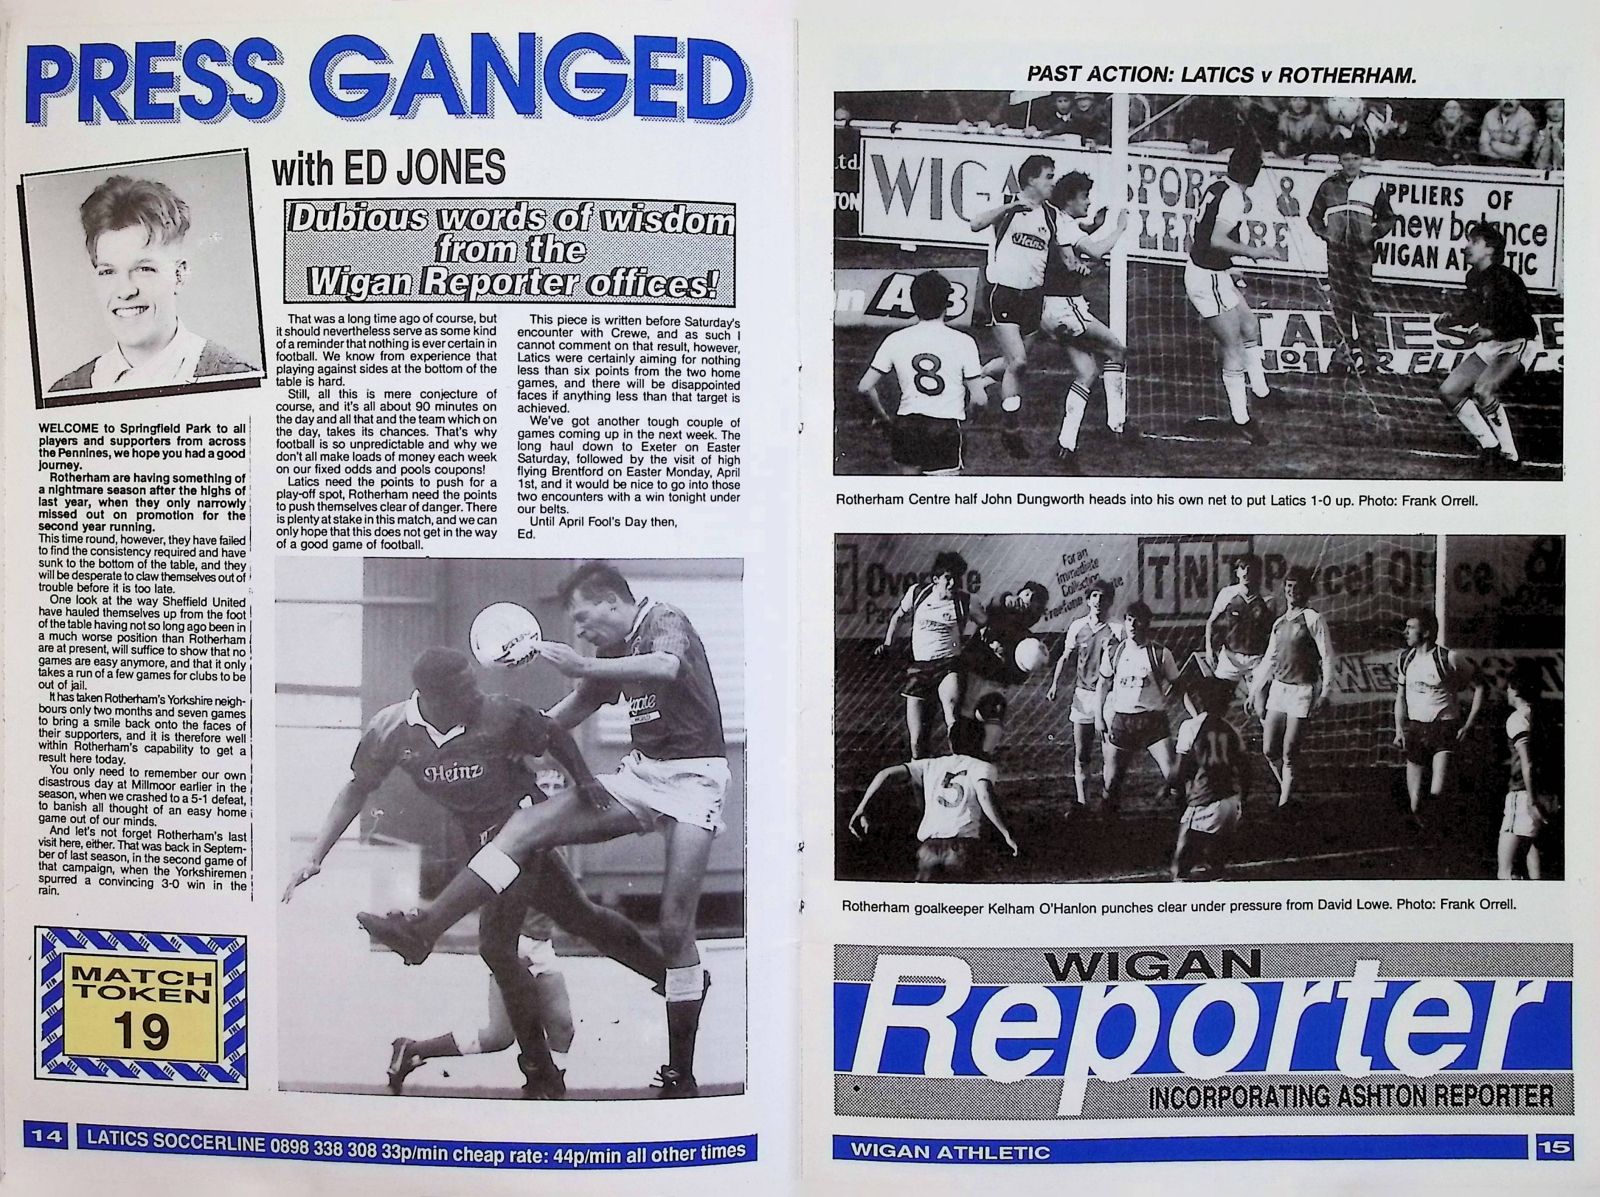 PRESS GANGED
with ED JONES
Dubious words of wisdom
from the
Wigan Reporter offices!
WELCOME to Springfield Park to all
players and supporters from across
the Pennines, we hope you had a good
journey.
Rotherham are having something of
a nightmare season after the highs of
last year, when they only narrowly
missed out on promotion for the
second year running.
This time round, however, they have failed
to find the consistency required and have
sunk to the bottom of the table, and they
will be desperate to claw themselves out of
trouble before it is too late.
One look at the way Sheffield United
have hauled themselves up from the foot
of the table having not so long ago been in
a much worse position than Rotherham
are at present, will suffice to show that no
games are easy anymore, and that it only
takes a run of a few games for clubs to be
out of jail.
It has taken Rotherham's Yorkshire neigh-
bours only two months and seven games
to bring a smile back onto the faces of
their supporters, and it is therefore well
within Rotherham's capability to get a
result here today.
You only need to remember our own
disastrous day at Millmoor earlier in the
season, when we crashed to a 5-1 defeat,
to banish all thought of an easy home
game out of our minds.
And let's not forget Rotherham's last
visit here, either. That was back in Septem-
ber of last season, in the second game of
that campaign, when the Yorkshiremen
spurred a convincing 3-0 win in the
rain.
That was a long time ago of course, but
it should nevertheless serve as some kind
of a reminder that nothing is ever certain in
football. We know from experience that
playing against sides at the bottom of the
table is hard.
Still, all this is mere conjecture of
course, and it's all about 90 minutes on
the day and all that and the team which on
the day, takes its chances. That's why
football is so unpredictable and why we
don't all make loads of money each week
on our fixed odds and pools coupons!
Latics need the points to push for a
play-off spot, Rotherham need the points
to push themselves clear of danger. There
is plenty at stake in this match, and we can
only hope that this does not get in the way
of a good game of football.
This piece is written before Saturday's
encounter with Crewe, and as such I
cannot comment on that result, however,
Latics were certainly aiming for nothing
less than six points from the two home
games, and there will be disappointed
faces if anything less than that target is
achieved.
We've got another tough couple of
games coming up in the next week. The
long haul down to Exeter on Easter
Saturday, followed by the visit of high
flying Brentford on Easter Monday, April
1st, and it would be nice to go into those
two encounters with a win tonight under
our belts.
Until April Fool's Day then,
Ed.
Heinz
MATCH
TOKEN
19
14
LATICS SOCCERLINE 0898 338 308 33p/min cheap rate: 44p/min all other times
PAST ACTION: LATICS v ROTHERHAM.
Heinz
8
OF
WIGAN
Rotherham Centre half John Dungworth heads into his own net to put Latics 1-0 up. Photo: Frank Orrell.
For an
Immediate
Collection
TNT
5
11
Rotherham goalkeeper Kelham O'Hanlon punches clear under pressure from David Lowe. Photo: Frank Orrell.
WIGAN
Reporter
INCORPORATING ASHTON REPORTER
WIGAN ATHLETIC
15